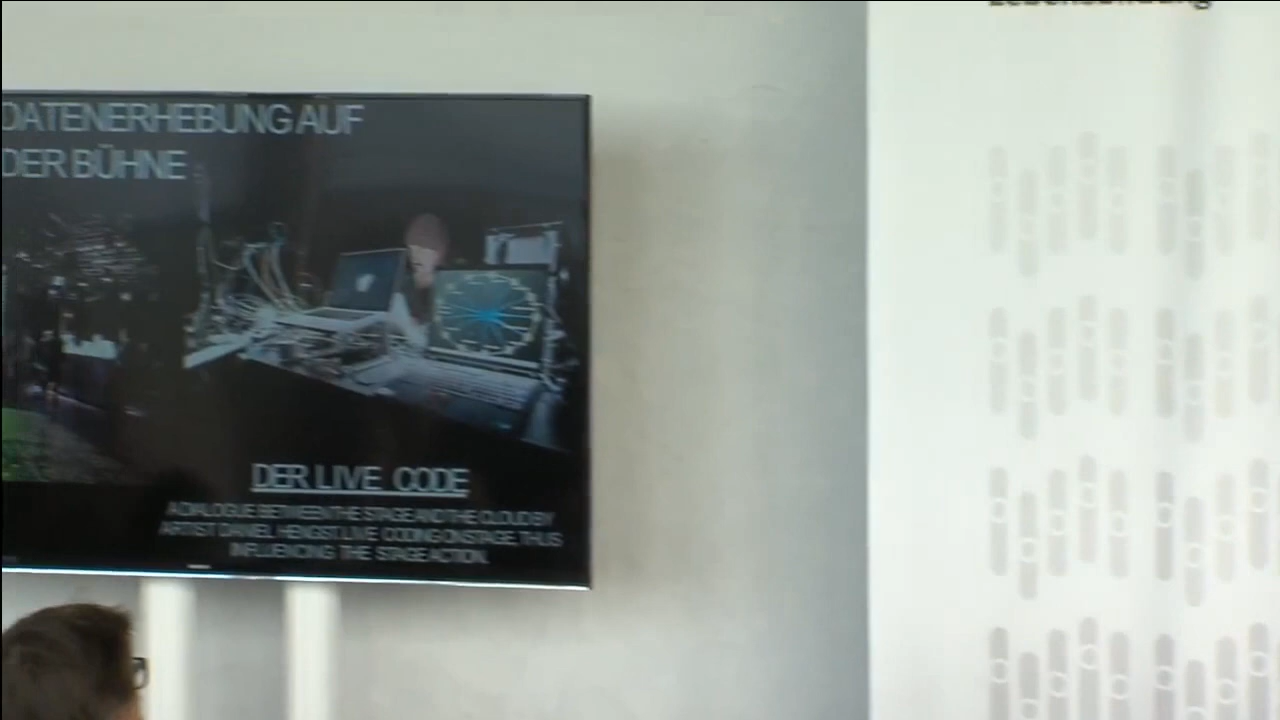 DATENERHEBUNG AUF
DER BÜHNE
DER LIVE CODE
A DIALOGUE BETWEEN THE STAGE AND THE CLOUD BY
ARTIST DANIEL HENGST. LIVE CODING ON STAGE, THUS
INFLUENCING THE STAGE ACTION.